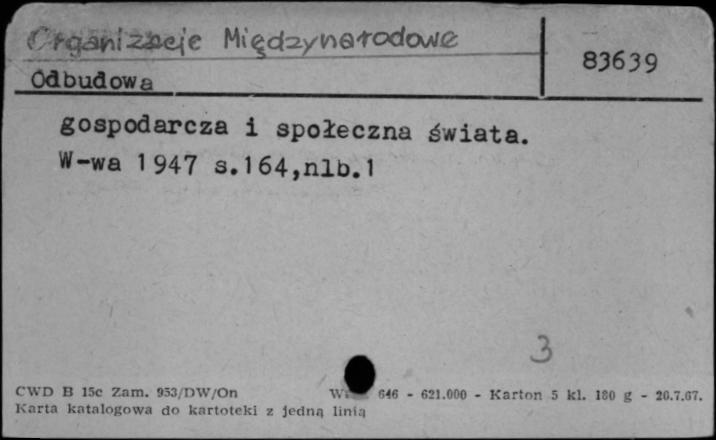 Organizacje Międzynarodowe
83639
Odbudowa
gospodarcza i społeczna świata.
W-wa 1947 s.164,nlb.1
3
CWD B 15c Zam. 953/DW/On 646 - 621.000 - Karton 5 kl. 180 g - 20.7.67.
Karta katalogowa do kartoteki z jedną linią